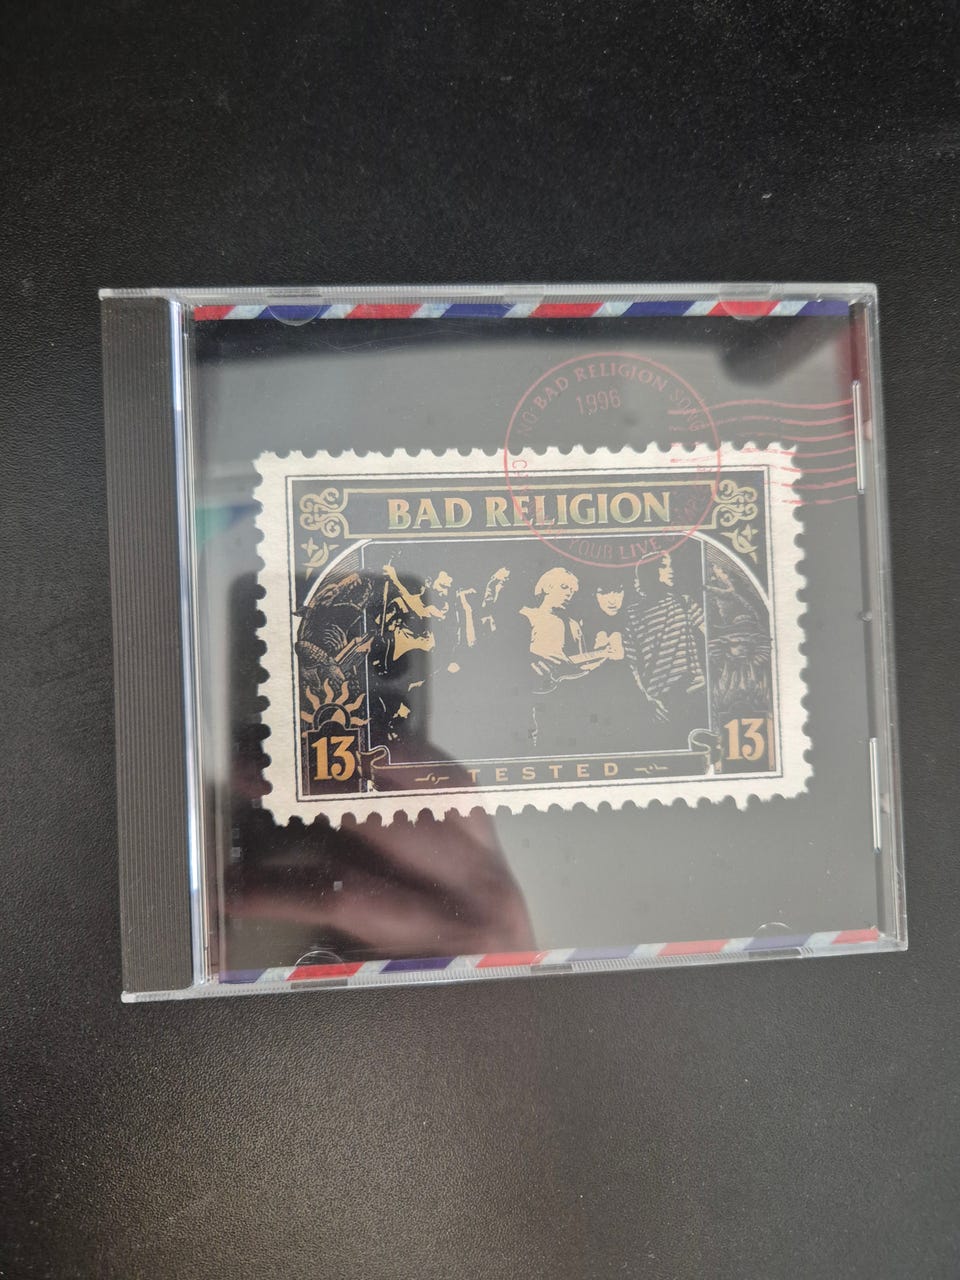 NO BAD RELIGION SONG
1996
YOUR LIVE
BAD RELIGION
13
13
TESTED